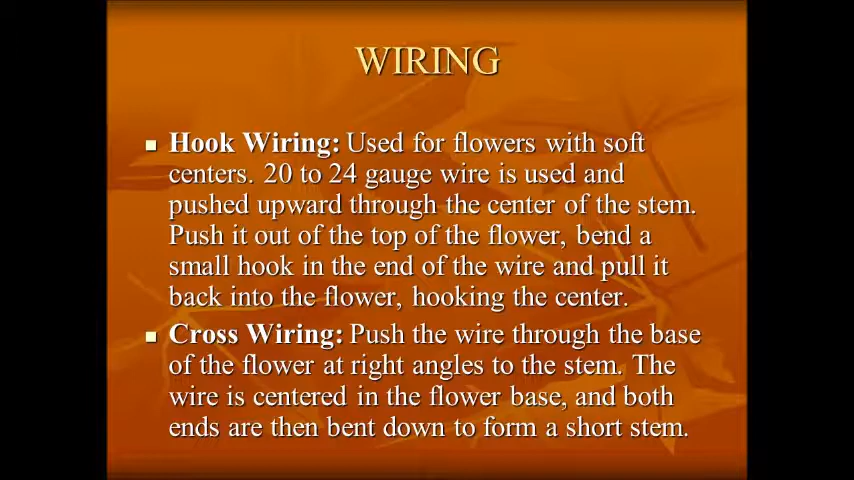 WIRING
Hook Wiring: Used for flowers with soft
centers. 20 to 24 gauge wire is used and
pushed upward through the center of the stem.
Push it out of the top of the flower, bend a
small hook in the end of the wire and pull it
back into the flower, hooking the center.
Cross Wiring: Push the wire through the base
of the flower at right angles to the stem. The
wire is centered in the flower base, and both
ends are then bent down to form a short stem.